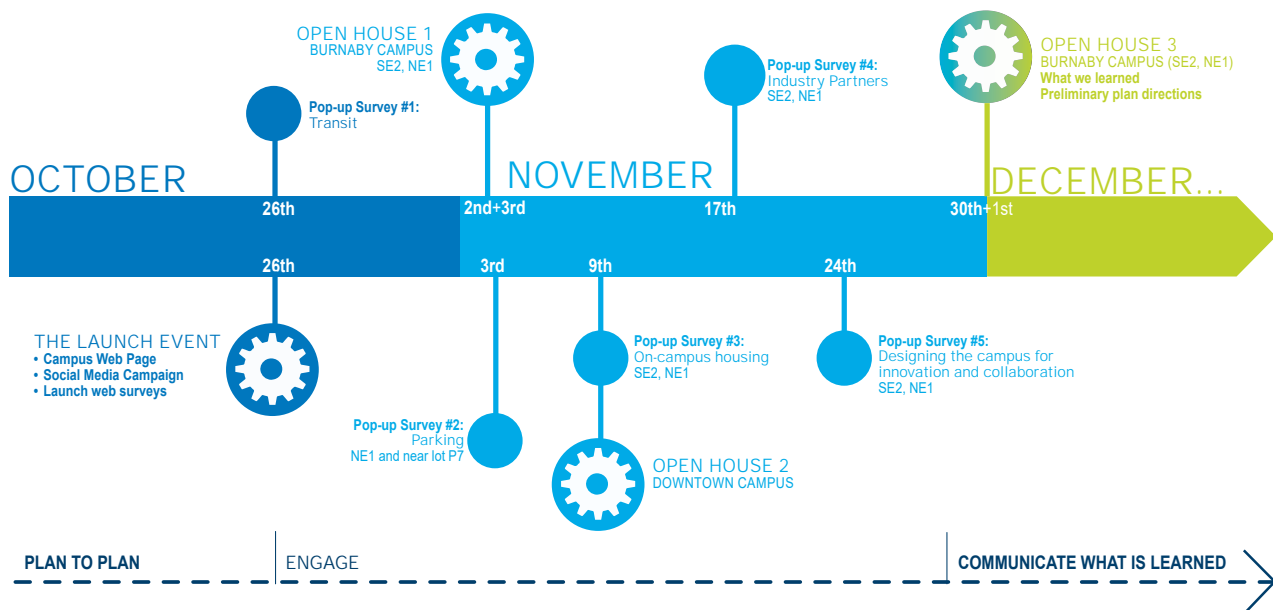 OPEN HOUSE 1
BURNABY CAMPUS
SE2, NE1
Pop-up Survey #1:
Transit
Pop-up Survey #4:
Industry Partners
SE2, NE1
OPEN HOUSE 3
BURNABY CAMPUS (SE2, NE1)
What we learned
Preliminary plan directions
OCTOBER
NOVEMBER
DECEMBER...
26th
2nd+3rd
17th
30th+1st
26th
3rd
9th
24th
THE LAUNCH EVENT
• Campus Web Page
• Social Media Campaign
• Launch web surveys
Pop-up Survey #2:
Parking
NE1 and near lot P7
Pop-up Survey #3:
On-campus housing
SE2, NE1
OPEN HOUSE 2
DOWNTOWN CAMPUS
Pop-up Survey #5:
Designing the campus for
innovation and collaboration
SE2, NE1
PLAN TO PLAN
ENGAGE
COMMUNICATE WHAT IS LEARNED